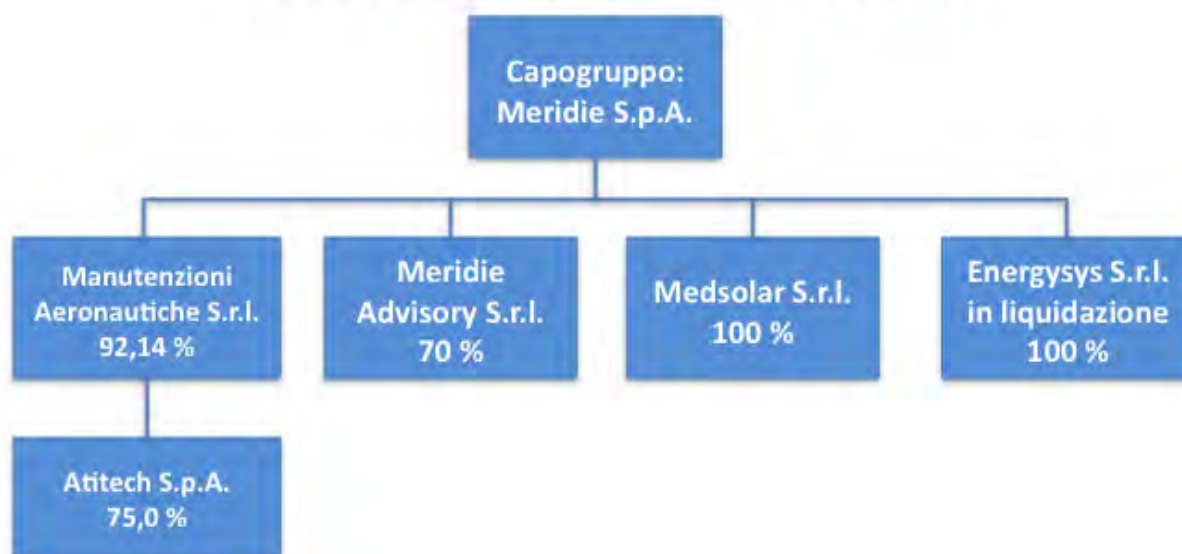 Capogruppo:
Meridie S.p.A.
Manutenzioni
Aeronautiche S.r.l.
92,14 %
Meridie
Advisory S.r.l.
70 %
Medsolar S.r.l.
100 %
Energysys S.r.l.
in liquidazione
100 %
Atitech S.p.A.
75,0 %